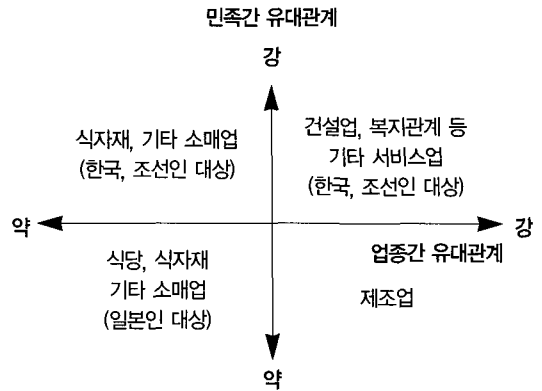 민족간 유대관계
강
식자재, 기타 소매업
(한국, 조선인 대상)
건설업, 복지관계 등
기타 서비스업
(한국, 조선인 대상)
약
강
업종간 유대관계
식당, 식자재
기타 소매업
(일본인 대상)
제조업
약